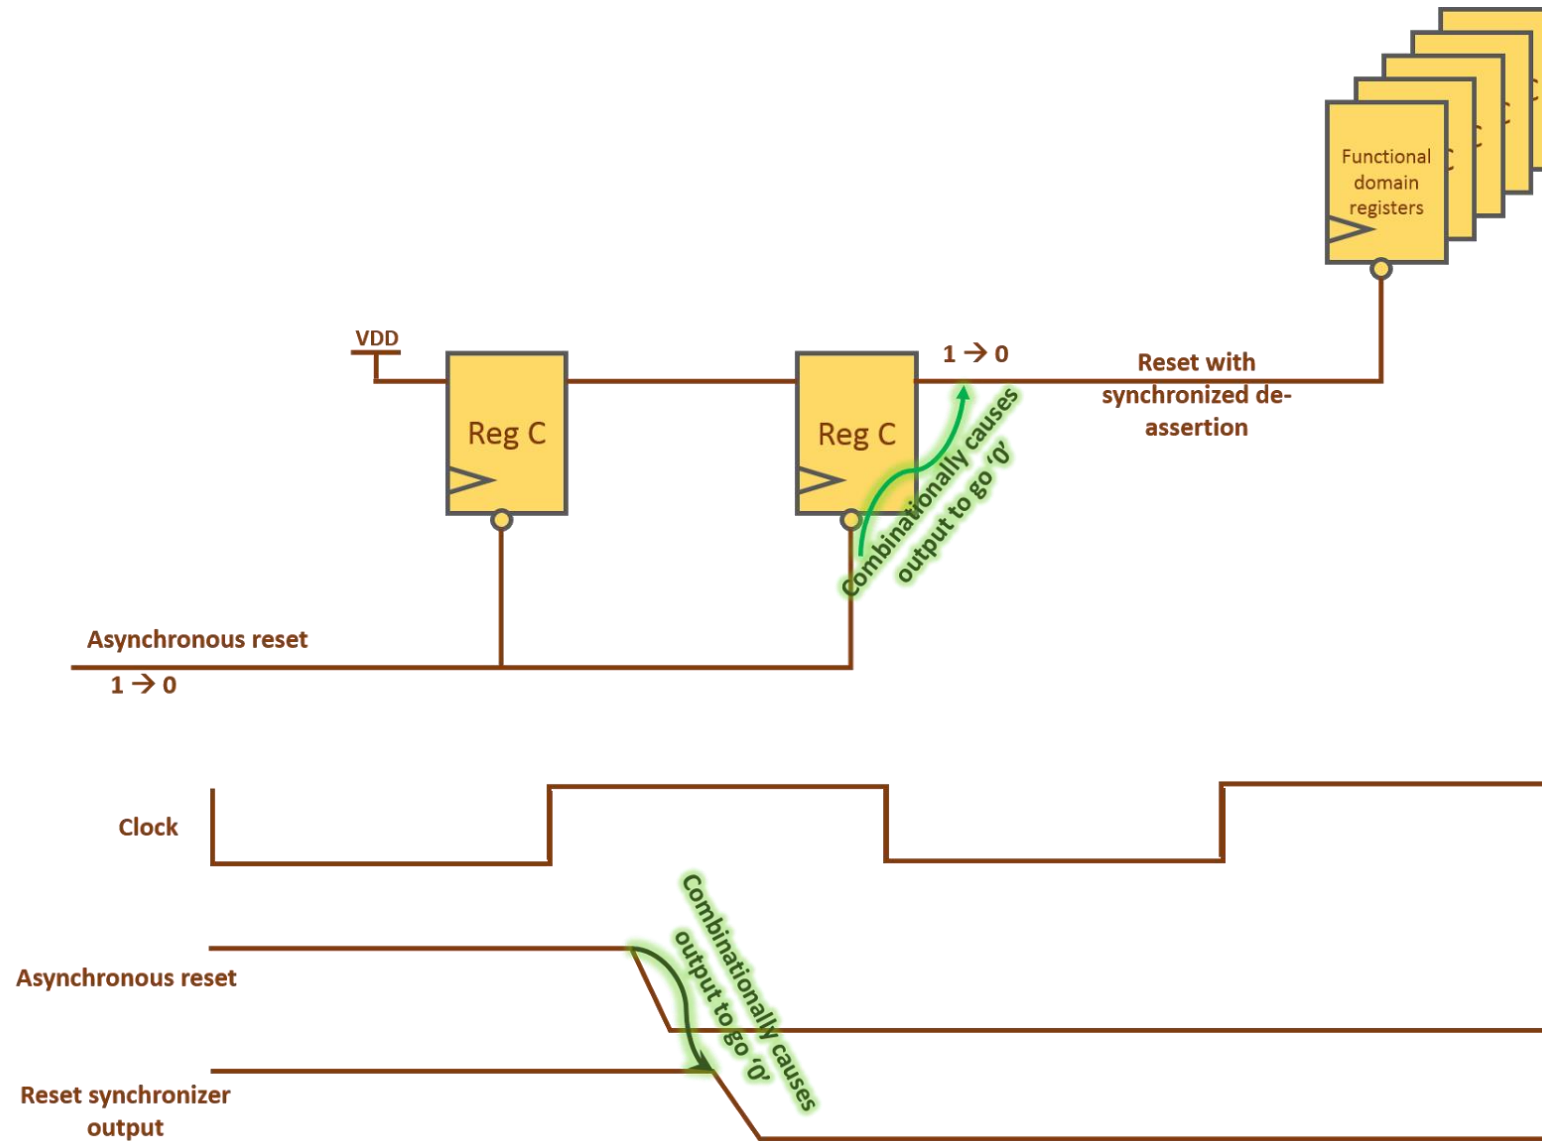 Functional
domain
registers
C
C
C
C
VDD
Reg C
Reg C
1 → 0
Reset with
synchronized de-
assertion
Combinationally causes
output to go ‘0’
Asynchronous reset
1 → 0
Clock
Combinationally causes
output to go ‘0’
Asynchronous reset
Reset synchronizer
output